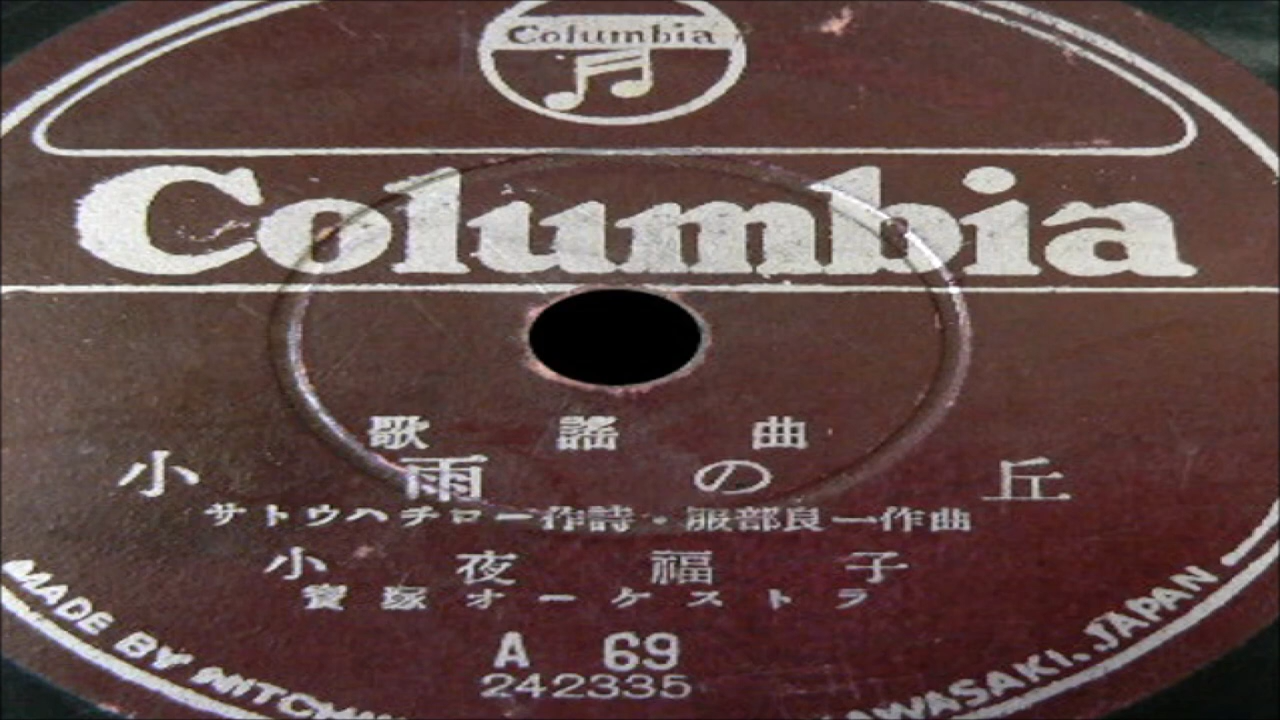 Columbia
Columbia
歌謡曲
小雨の丘
サトウハチロー作詩・服部良一作曲
小夜福子
寶塚オーケストラ
A 69
242335
MADE BY
KAWASAKI, JAPAN